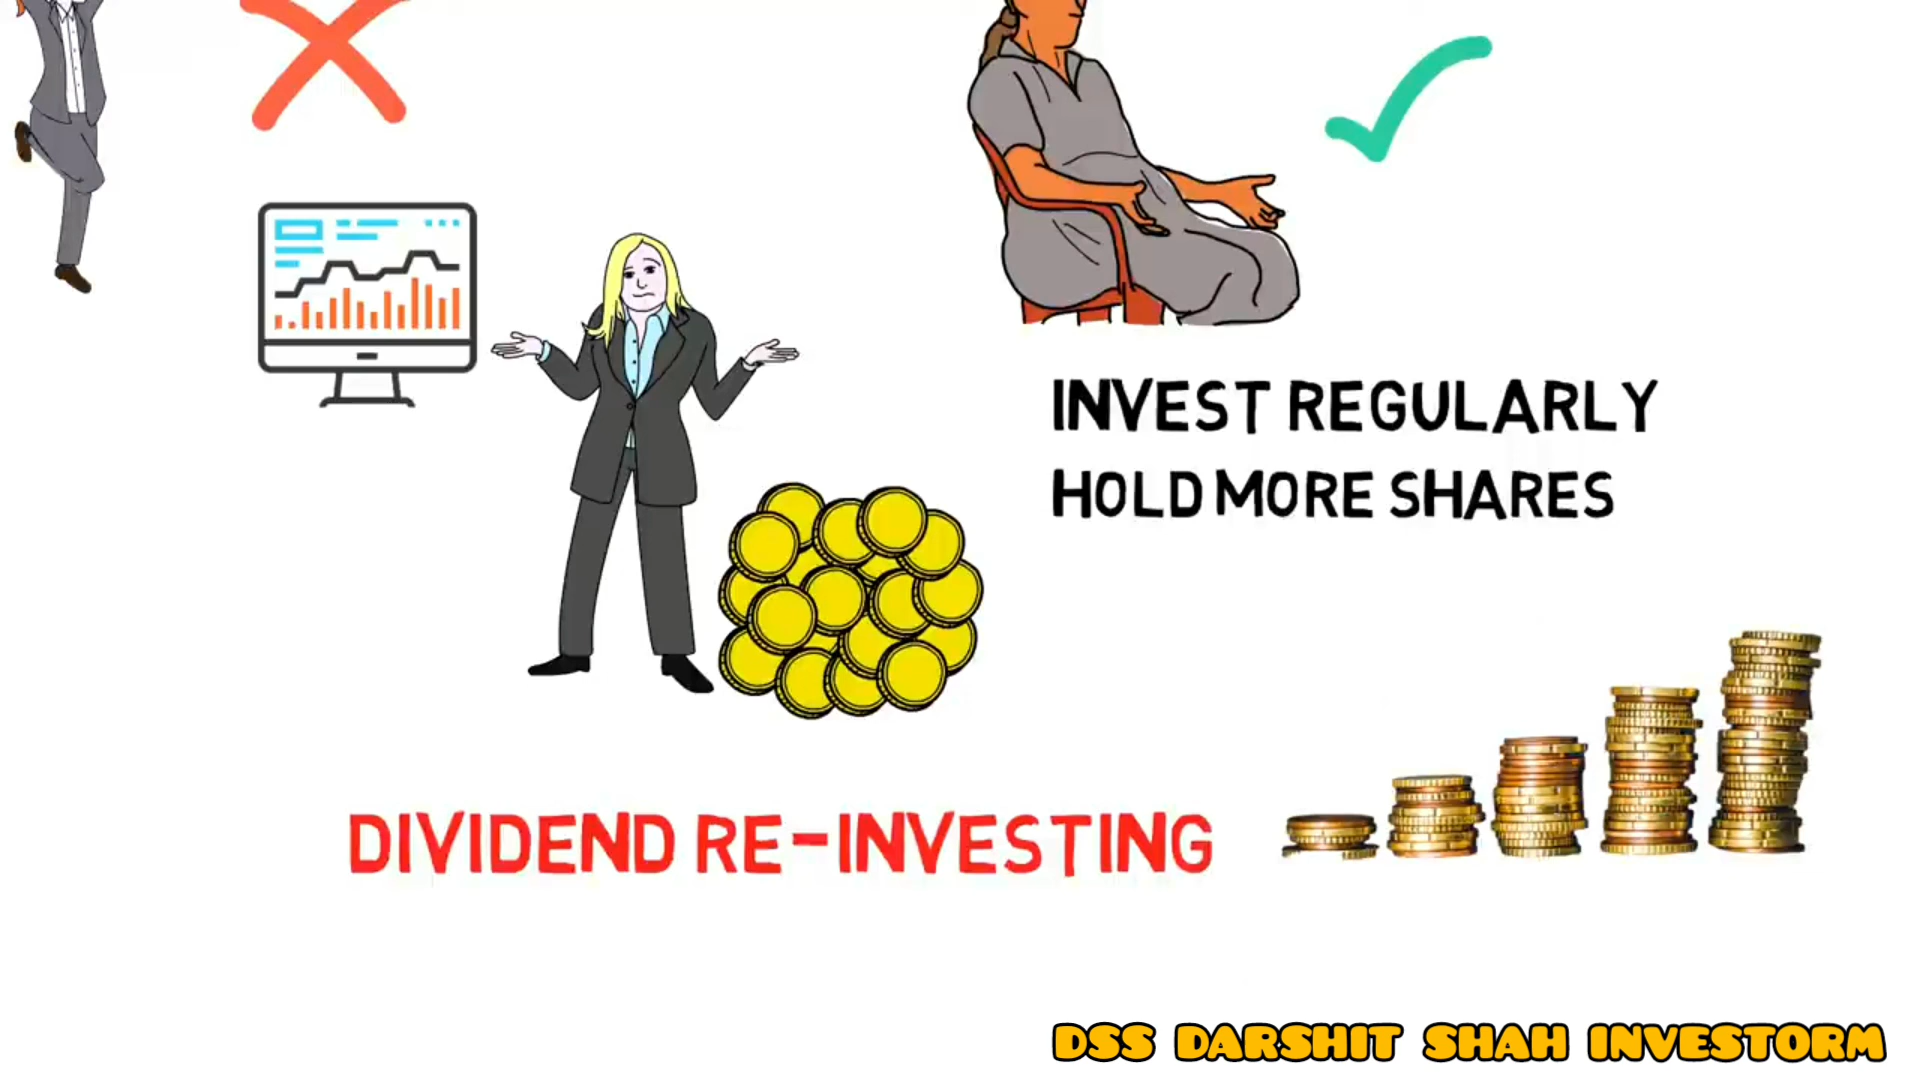 INVEST REGULARLY
HOLD MORE SHARES
DIVIDEND RE-INVESTING
DSS DARSHIT SHAH INVESTORM